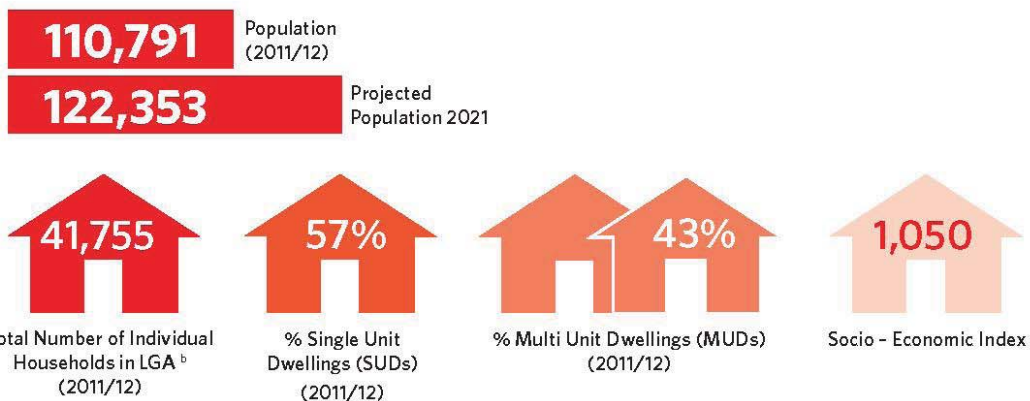 110,791
Population
(2011/12)
122,353
Projected
Population 2021
41,755
otal Number of Individual
Households in LGA ᵇ
(2011/12)
57%
% Single Unit
Dwellings (SUDs)
(2011/12)
43%
% Multi Unit Dwellings (MUDs)
(2011/12)
1,050
Socio – Economic Index